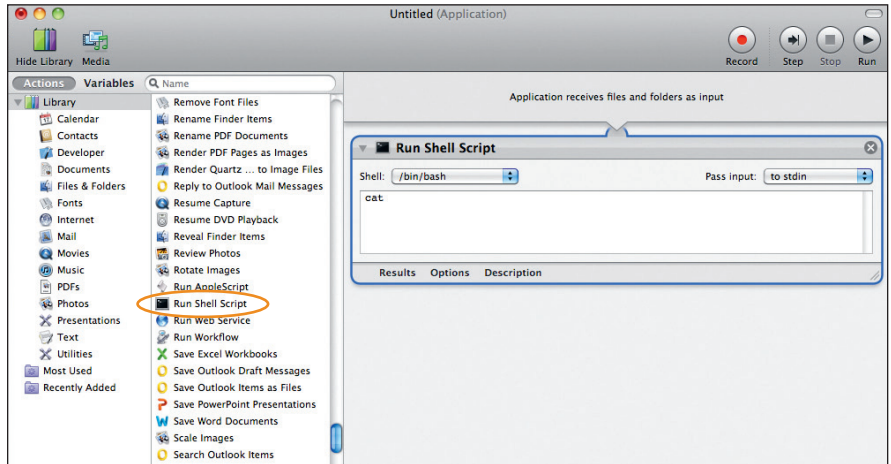 Untitled (Application)
Hide Library Media
Record Step Stop Run
Actions Variables
Name
Library
Calendar
Contacts
Developer
Documents
Files & Folders
Fonts
Internet
Mail
Movies
Music
PDFs
Photos
Presentations
Text
Utilities
Most Used
Recently Added
Remove Font Files
Rename Finder Items
Rename PDF Documents
Render PDF Pages as Images
Render Quartz ... to Image Files
Reply to Outlook Mail Messages
Resume Capture
Resume DVD Playback
Reveal Finder Items
Review Photos
Rotate Images
Run AppleScript
Run Shell Script
Run Web Service
Run Workflow
Save Excel Workbooks
Save Outlook Draft Messages
Save Outlook Items as Files
Save PowerPoint Presentations
Save Word Documents
Scale Images
Search Outlook Items
Application receives files and folders as input
Run Shell Script
Shell: /bin/bash Pass input: to stdin
cat
Results Options Description